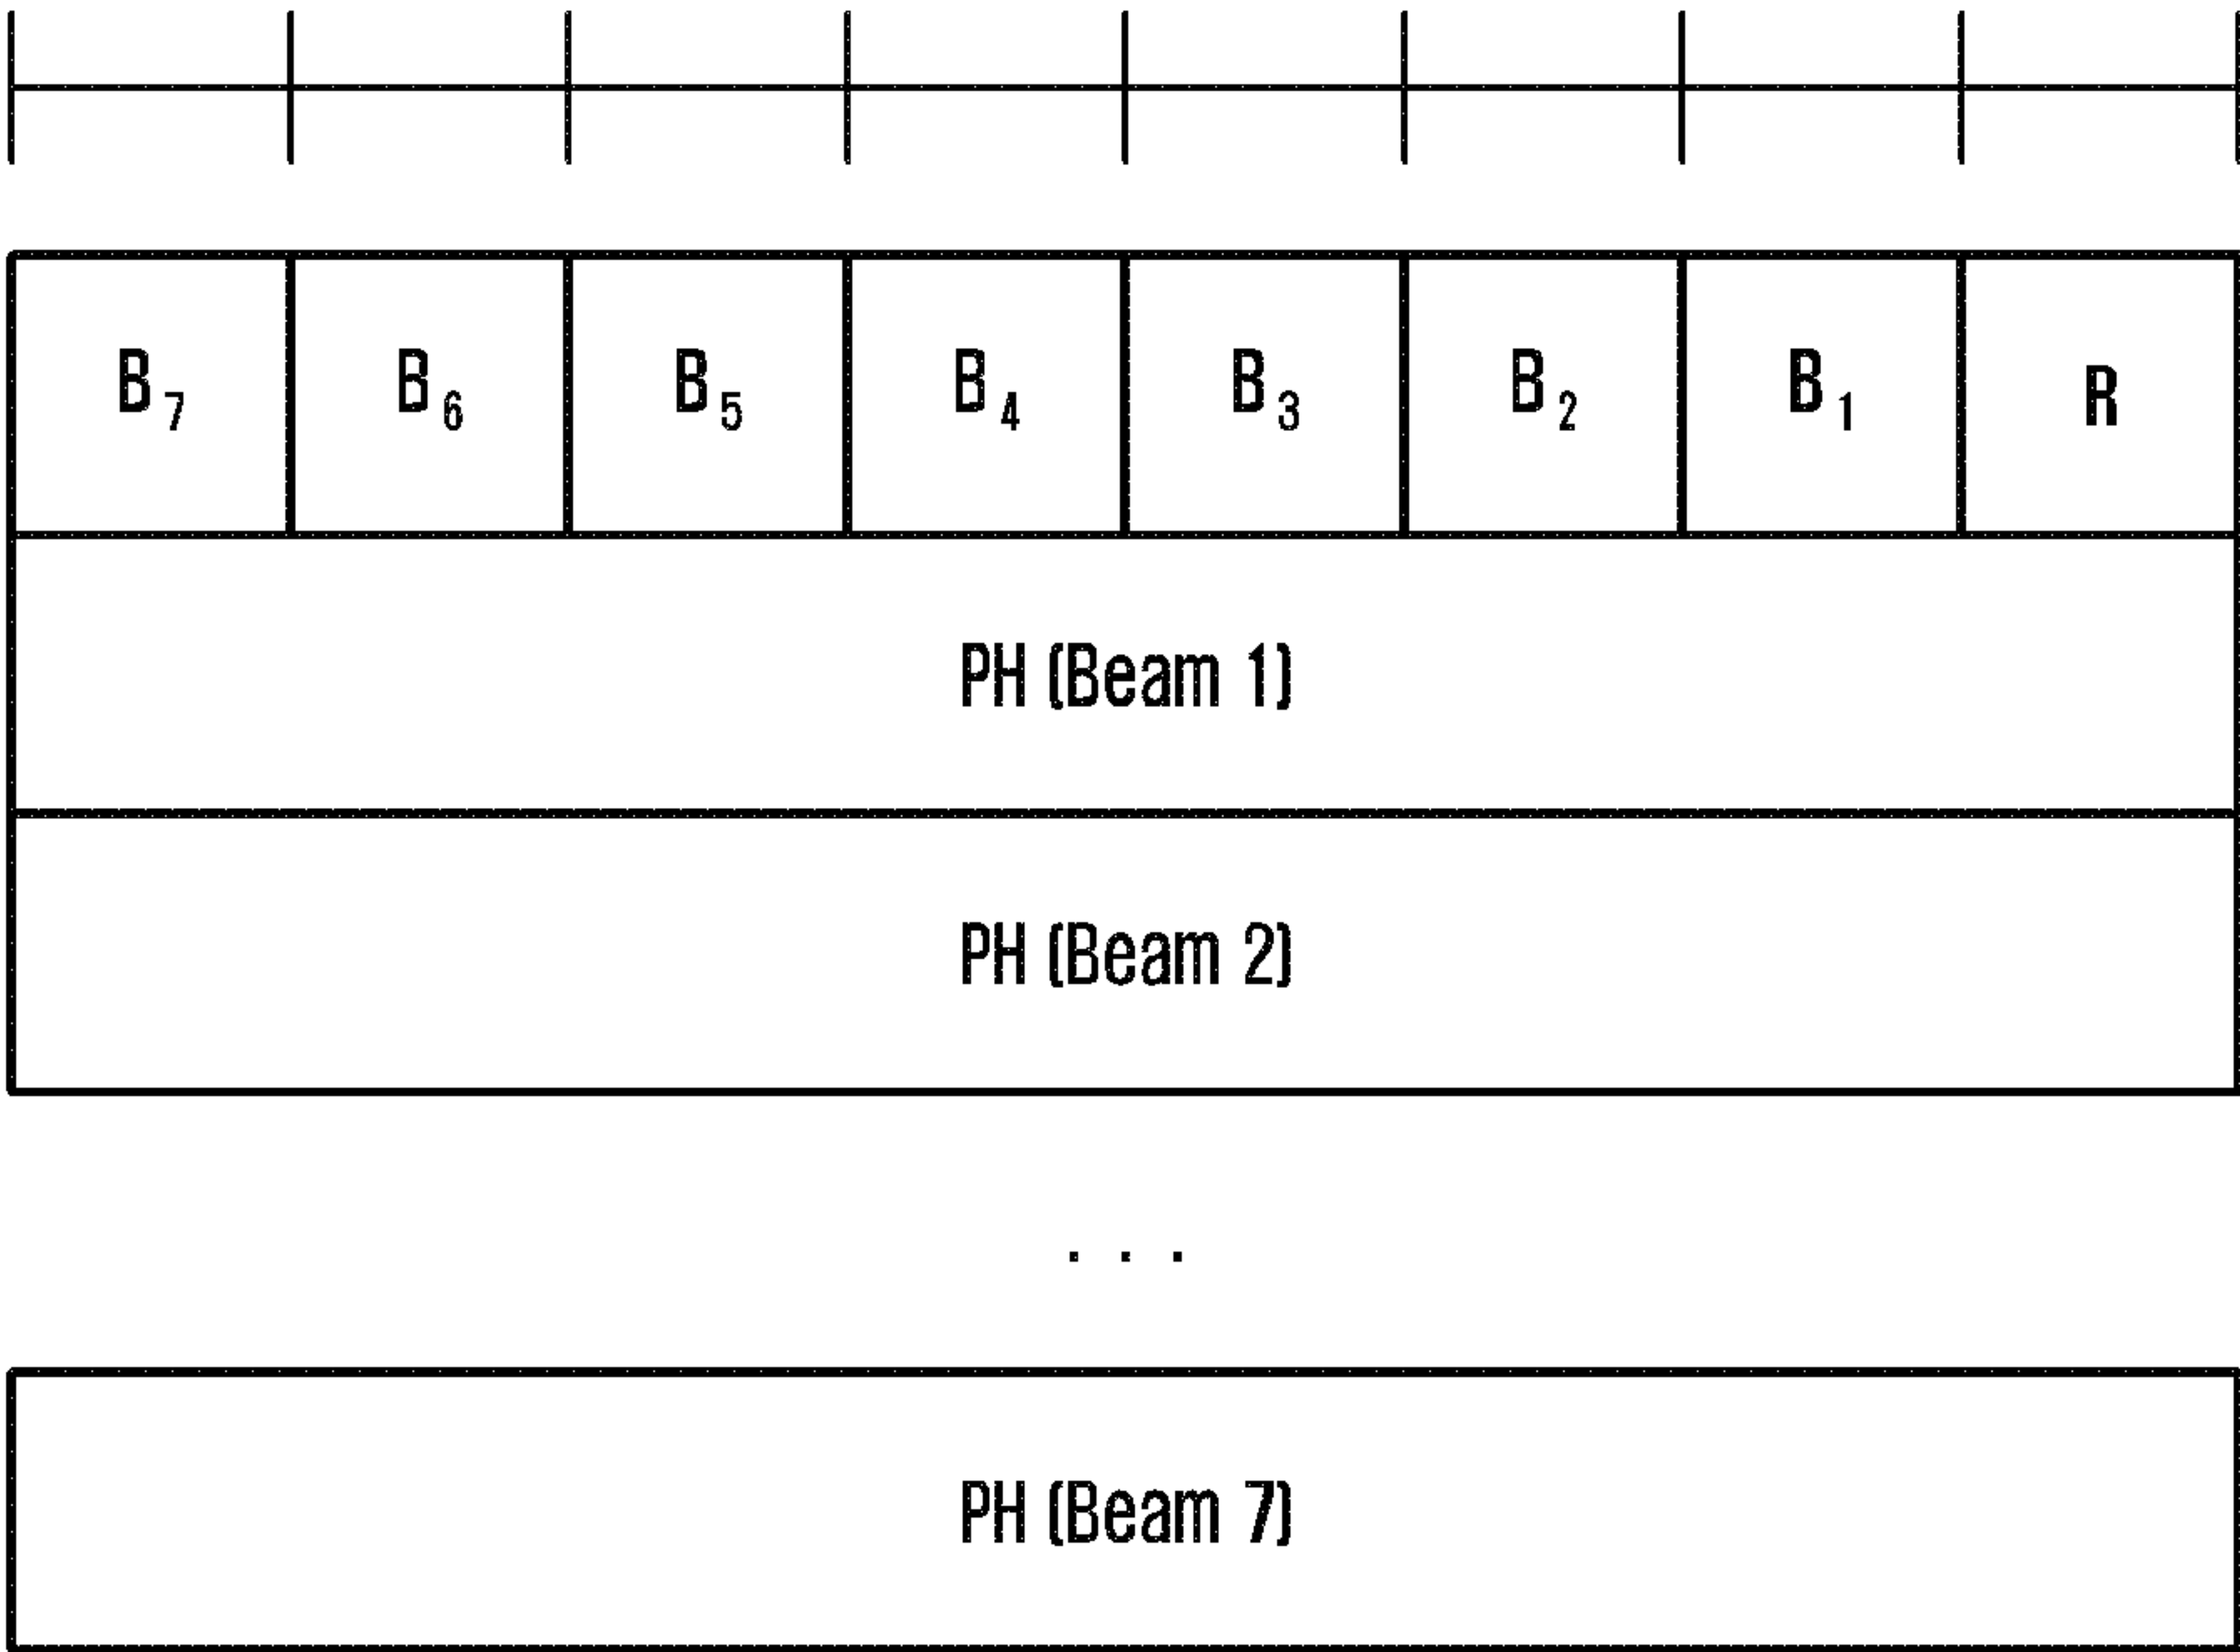 B₇ B₆ B₅ B₄ B₃ B₂ B₁ R
PH (Beam 1)
PH (Beam 2)
. . .
PH (Beam 7)